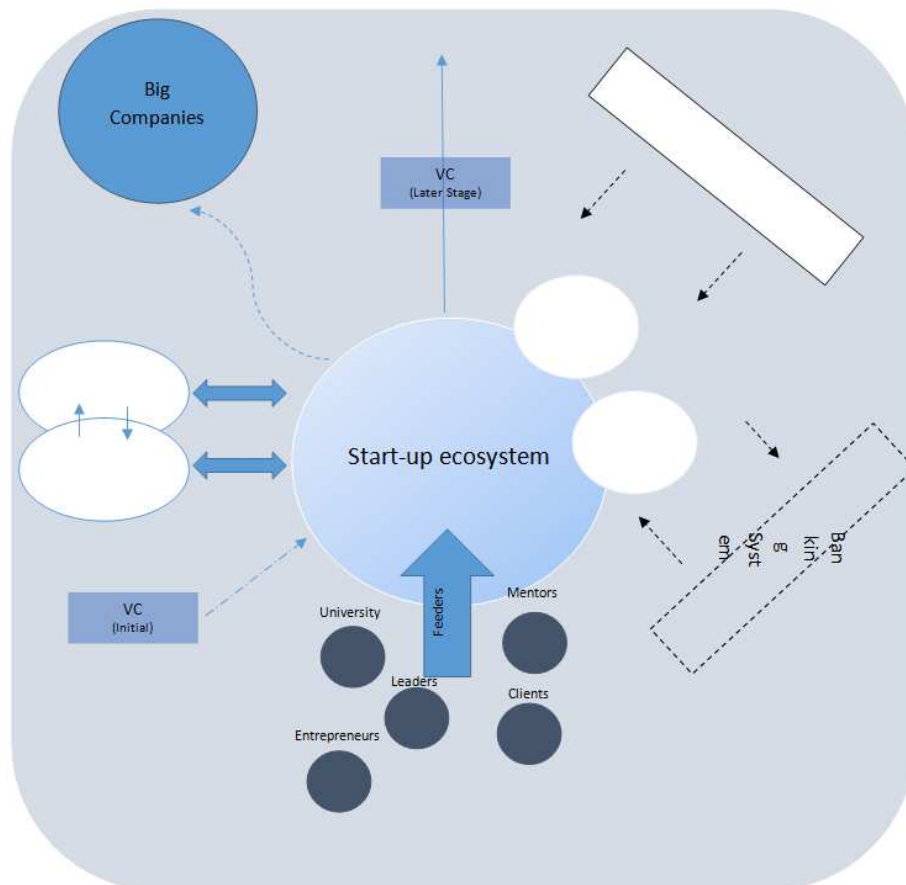 Big
Companies
VC
(Later Stage)
Start-up ecosystem
VC
(Initial)
University
Mentors
Feeders
Leaders
Clients
Entrepreneurs
Ban
kin
g
Syst
em